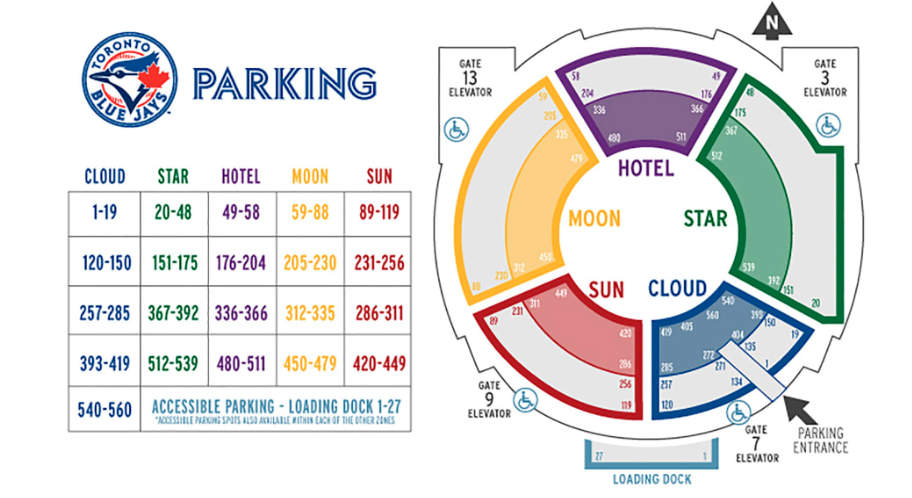 TORONTO
BLUE JAYS
PARKING
CLOUD STAR HOTEL MOON SUN
1-19 20-48 49-58 59-88 89-119
120-150 151-175 176-204 205-230 231-256
257-285 367-392 336-366 312-335 286-311
393-419 512-539 480-511 450-479 420-449
540-560 ACCESSIBLE PARKING - LOADING DOCK 1-27
*ACCESSIBLE PARKING SPOTS ALSO AVAILABLE WITHIN EACH OF THE OTHER ZONES
N
GATE
13
ELEVATOR
GATE
3
ELEVATOR
58 49
204 176
336 366
480 511
HOTEL
59
205
335
479
MOON
450
312
230
88
48
175
367
512
STAR
539
392
151
20
SUN
449
311
231
89
420
286
256
119
CLOUD
540
560
393
150
19
419
405
404
135
1
285
272
271
134
257
120
GATE
9
ELEVATOR
GATE
7
ELEVATOR
PARKING
ENTRANCE
27 1
LOADING DOCK